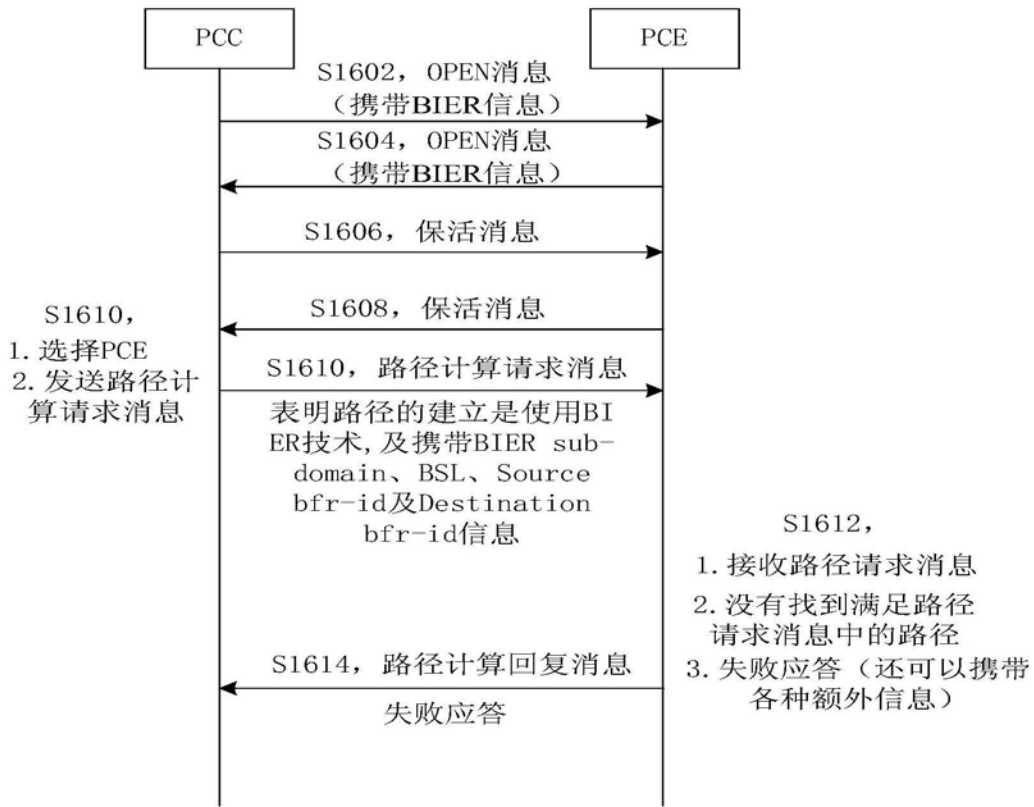 PCC
PCE
S1602, OPEN消息
（携带BIER信息）
S1604, OPEN消息
（携带BIER信息）
S1606, 保活消息
S1608, 保活消息
S1610,
1.选择PCE
2.发送路径计
算请求消息
S1610, 路径计算请求消息
表明路径的建立是使用BI
ER技术,及携带BIER sub-
domain、BSL、Source
bfr-id及Destination
bfr-id信息
S1612,
1.接收路径请求消息
2.没有找到满足路径
请求消息中的路径
3.失败应答（还可以携带
各种额外信息）
S1614, 路径计算回复消息
失败应答